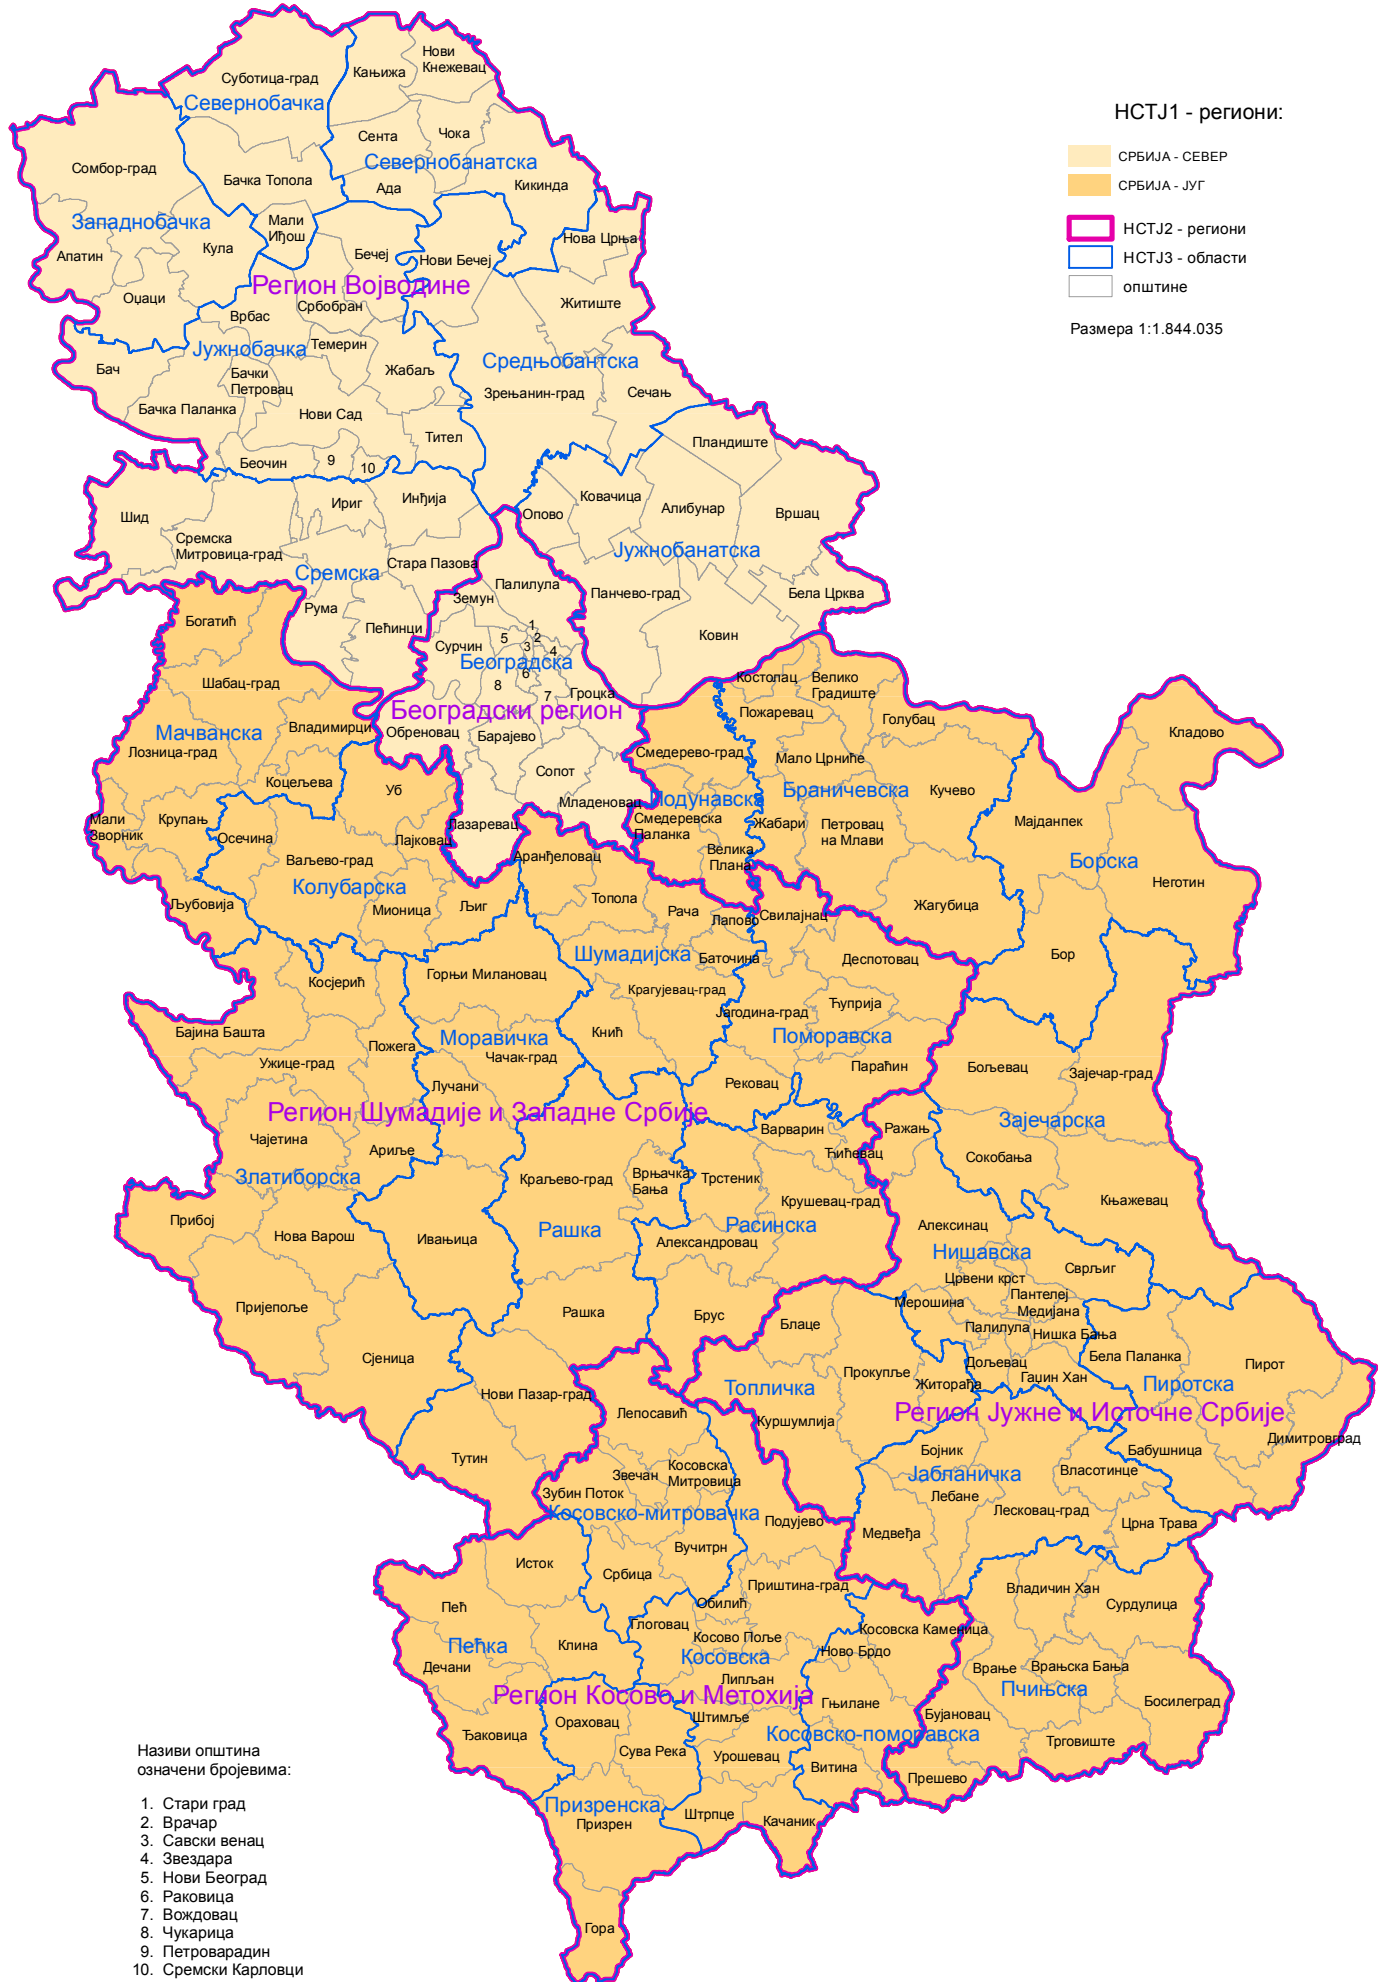 НСТЈ1 - региони:
СРБИЈА - СЕВЕР
СРБИЈА - ЈУГ
НСТЈ2 - региони
НСТЈ3 - области
општине
Размера 1:1.844.035
Нови
Кнежевац
Кањижа
Суботица-град
Севернобачка
Сента
Чока
Севернобанатска
Сомбор-град
Бачка Топола
Ада
Кикинда
Западнобачка
Мали
Иђош
Нова Црња
Апатин
Кула
Бечеј
Нови Бечеј
Регион Војводине
Оџаци
Србобран
Житиште
Врбас
Јужнобачка
Темерин
Средњобантска
Бач
Бачки
Петровац
Жабаљ
Зрењанин-град
Сечањ
Бачка Паланка
Нови Сад
Тител
Пландиште
Беочин
9
10
Шид
Ириг
Инђија
Опово
Ковачица
Алибунар
Вршац
Сремска
Митровица-град
Јужнобанатска
Стара Пазова
Сремска
Палилула
Панчево-град
Бела Црква
Земун
Рума
Богатић
Пећинци
1
2
3
4
5
Ковин
Сурчин
Београдска
6
Шабац-град
8
7
Гроцка
Костолац
Велико
Градиште
Београдски регион
Пожаревац
Голубац
Владимирци
Обреновац
Барајево
Мачванска
Кладово
Лозница-град
Смедерево-град
Мало Црниће
Коцељева
Уб
Сопот
Браничевска
Кучево
Младеновац
Подунавска
Мали
Зворник
Крупањ
Смедеревска
Паланка
Жабари
Петровац
на Млави
Мајданпек
Лазаревац
Осечина
Лајковац
Велика
Плана
Ваљево-град
Аранђеловац
Борска
Колубарска
Неготин
Љубовија
Мионица
Љиг
Топола
Рача
Лапово
Свилајнац
Жагубица
Шумадијска
Баточина
Деспотовац
Бор
Горњи Милановац
Косјерић
Крагујевац-град
Ћуприја
Јагодина-град
Бајина Башта
Моравичка
Кнић
Поморавска
Пожега
Чачак-град
Ужице-град
Параћин
Бољевац
Зајечар-град
Лучани
Рековац
Регион Шумадије и Западне Србије
Зајечарска
Варварин
Ражањ
Чајетина
Ариље
Ћићевац
Сокобања
Златиборска
Краљево-град
Врњачка
Бања
Трстеник
Крушевац-град
Књажевац
Прибој
Нова Варош
Ивањица
Рашка
Расинска
Алексинац
Александровац
Нишавска
Сврљиг
Црвени крст
Пантелеј
Медијана
Пријепоље
Рашка
Брус
Мерошина
Блаце
Палилула
Нишка Бања
Сјеница
Бела Паланка
Дољевац
Пирот
Прокупље
Гаџин Хан
Житорађа
Топличка
Пиротска
Нови Пазар-град
Лепосавић
Куршумлија
Регион Јужне и Источне Србије
Димитровград
Тутин
Бојник
Бабушница
Косовска
Митровица
Звечан
Јабланичка
Власотинце
Зубин Поток
Лебане
Косовско-митровачка
Подујево
Лесковац-град
Црна Трава
Медвеђа
Вучитрн
Исток
Србица
Приштина-град
Владичин Хан
Обилић
Сурдулица
Пећ
Глоговац
Косово Поље
Косовска Каменица
Пећка
Клина
Косовска
Ново Брдо
Дечани
Липљан
Врање
Врањска Бања
Пчињска
Регион Косово и Метохија
Гњилане
Босилеград
Ораховац
Штимље
Бујановац
Ђаковица
Косовско-поморавска
Трговиште
Сува Река
Урошевац
Витина
Прешево
Призренска
Призрен
Штрпце
Качаник
Гора
Називи општина
означени бројевима:
1. Стари град
2. Врачар
3. Савски венац
4. Звездара
5. Нови Београд
6. Раковица
7. Вождовац
8. Чукарица
9. Петроварадин
10. Сремски Карловци